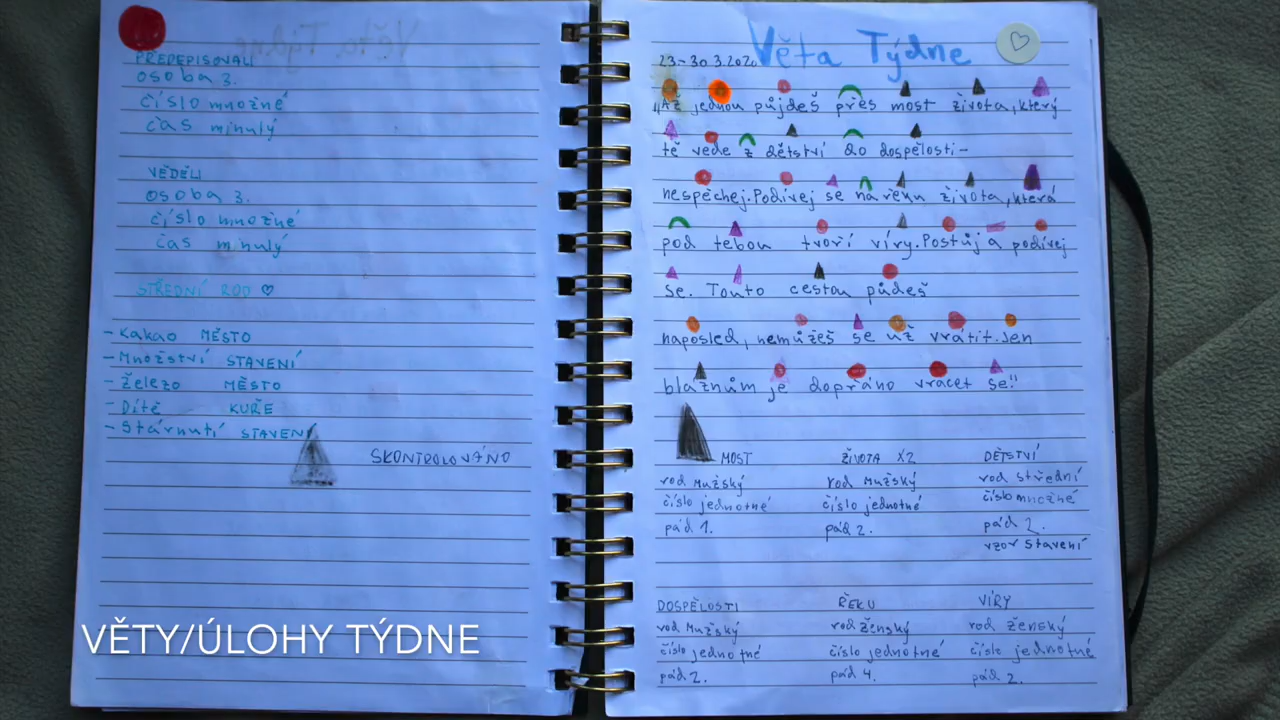 PŘEDEPISOVALI
osoba 3.
číslo množné
čas minulý
VĚDĚLI
osoba 3.
číslo množné
čas minulý
STŘEDNÍ ROD ♡
- Kakao MĚSTO
- Množství STAVENÍ
- Železo MĚSTO
- Dítě KUŘE
- Stárnutí STAVENÍ
SKONTROLOVÁNO
VĚTY/ÚLOHY TÝDNE
Věta Týdne
23-30 3.2020
„Až jednou půjdeš přes most života, který
tě vede z dětství do dospělosti-
nespěchej. Podívej se na řeku života, která
pod tebou tvoří víry. Postůj a podívej
se. Touto cestou půdeš
naposled, nemůžeš se už vrátit. Jen
bláznům je dopřáno vracet se!"
MOST ŽIVOTA X2 DĚTSTVÍ
rod Mužský rod Mužský rod střední
číslo jednotné číslo jednotné číslo množné
pád 1. pád 2. pád 2.
vzor stavení
DOSPĚLOSTI ŘEKU VÍRY
rod Mužský rod ženský rod ženský
číslo jednotné číslo jednotné číslo jednotné
pád 2. pád 4. pád 2.